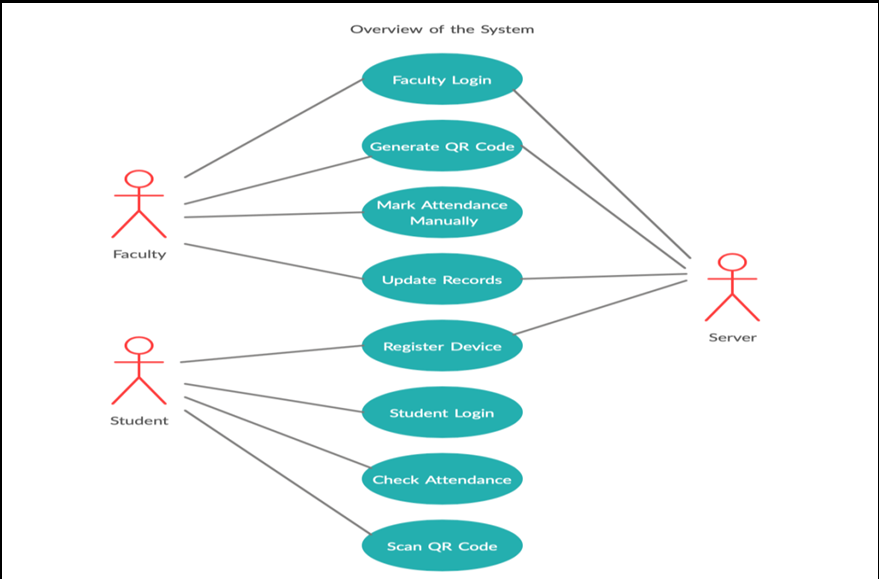 Overview of the System
Faculty Login
Generate QR Code
Mark Attendance
Manually
Faculty
Update Records
Server
Register Device
Student
Student Login
Check Attendance
Scan QR Code